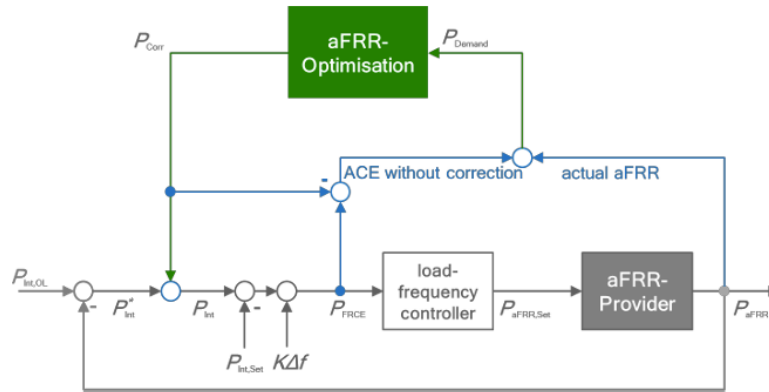 P_Corr
aFRR-
Optimisation
P_Demand
-
ACE without correction
actual aFRR
P_Int,OL
-
P*_Int
P_Int
-
P_Int,Set
KΔf
P_FRCE
load-
frequency
controller
P_aFRR,Set
aFRR-
Provider
P_aFRR